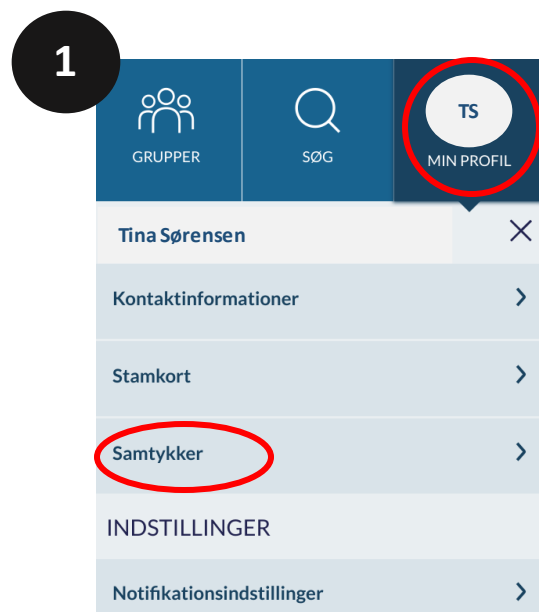 1
GRUPPER
SØG
TS
MIN PROFIL
Tina Sørensen
Kontaktinformationer
Stamkort
Samtykker
INDSTILLINGER
Notifikationsindstillinger